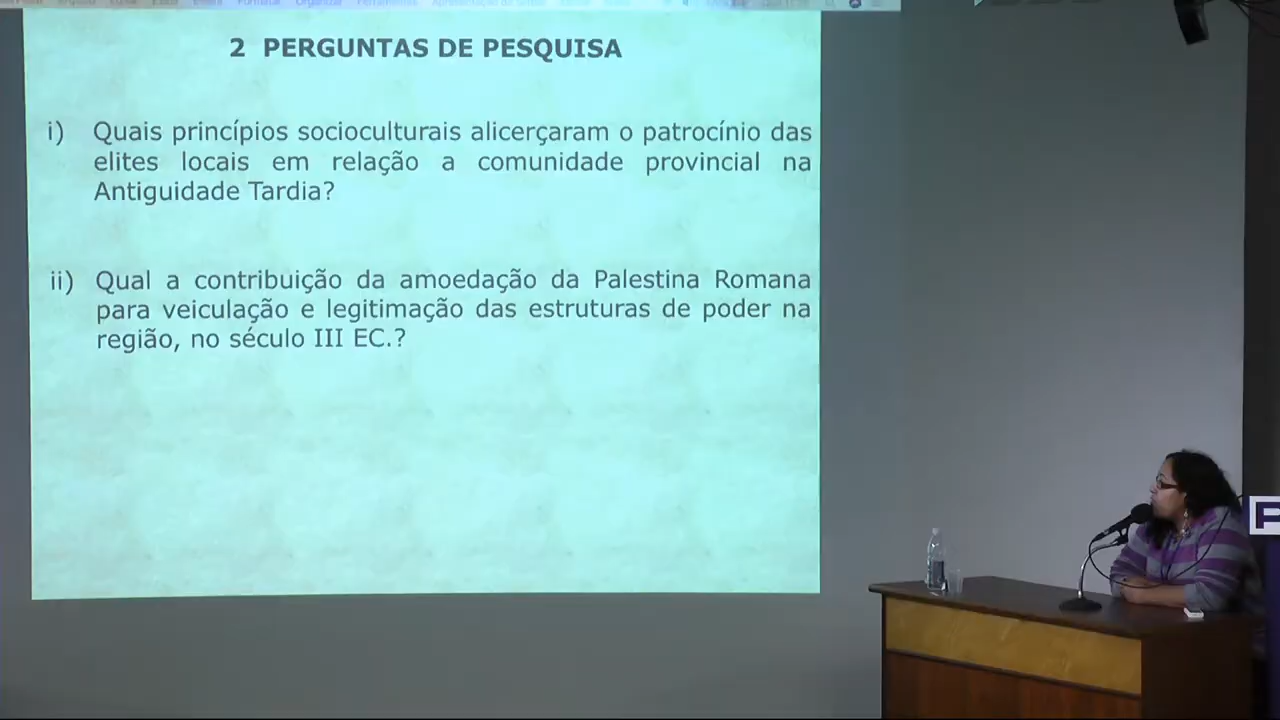 2 PERGUNTAS DE PESQUISA
i) Quais princípios socioculturais alicerçaram o patrocínio das
elites locais em relação a comunidade provincial na
Antiguidade Tardia?
ii) Qual a contribuição da amoedação da Palestina Romana
para veiculação e legitimação das estruturas de poder na
região, no século III EC.?